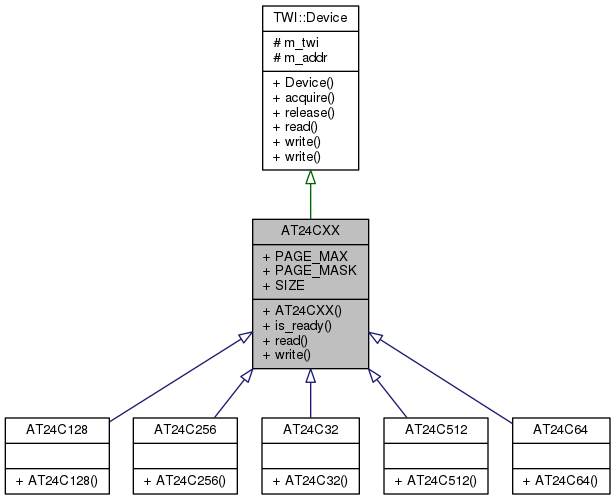 TWI::Device
# m_twi
# m_addr
+ Device()
+ acquire()
+ release()
+ read()
+ write()
+ write()
AT24CXX
+ PAGE_MAX
+ PAGE_MASK
+ SIZE
+ AT24CXX()
+ is_ready()
+ read()
+ write()
AT24C128
+ AT24C128()
AT24C256
+ AT24C256()
AT24C32
+ AT24C32()
AT24C512
+ AT24C512()
AT24C64
+ AT24C64()